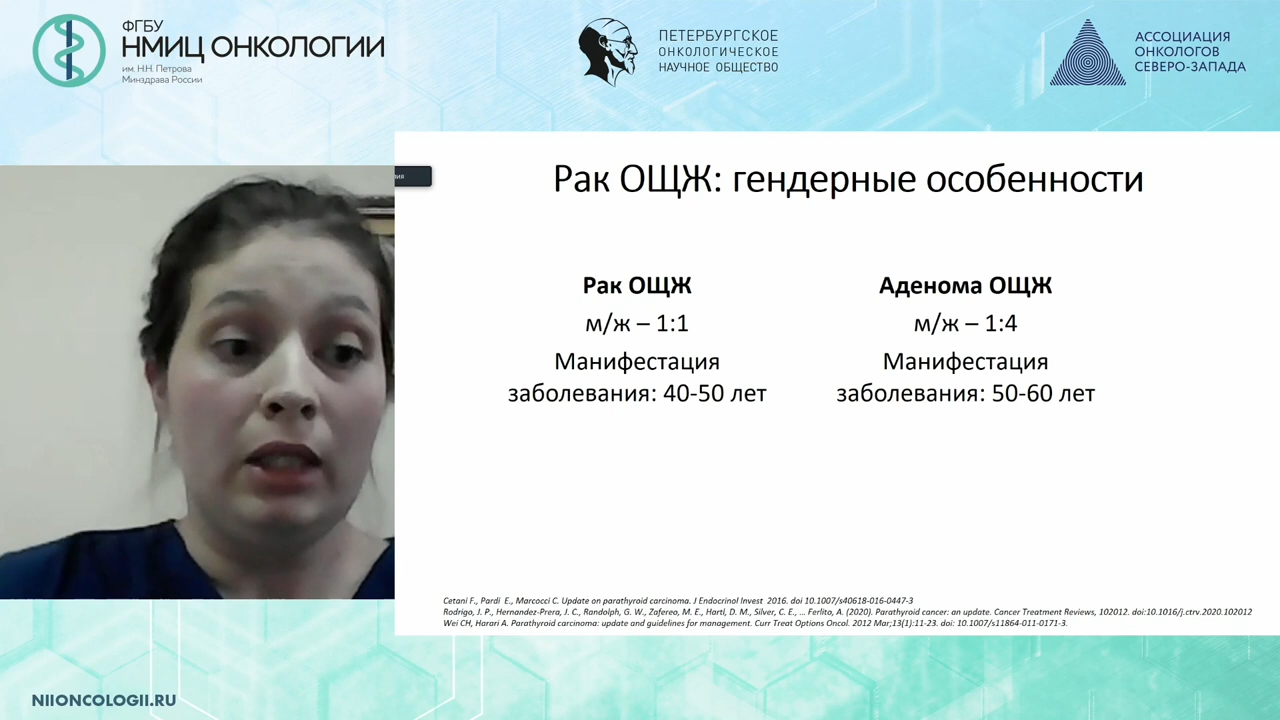 ФГБУ
НМИЦ ОНКОЛОГИИ
им. Н.Н. Петрова
Минздрава России
ПЕТЕРБУРГСКОЕ
ОНКОЛОГИЧЕСКОЕ
НАУЧНОЕ ОБЩЕСТВО
АССОЦИАЦИЯ
ОНКОЛОГОВ
СЕВЕРО-ЗАПАДА
Рак ОЩЖ: гендерные особенности
Рак ОЩЖ
м/ж – 1:1
Манифестация
заболевания: 40-50 лет
Аденома ОЩЖ
м/ж – 1:4
Манифестация
заболевания: 50-60 лет
Cetani F., Pardi E., Marcocci C. Update on parathyroid carcinoma. J Endocrinol Invest 2016. doi 10.1007/s40618-016-0447-3
Rodrigo, J. P., Hernandez-Prera, J. C., Randolph, G. W., Zafereo, M. E., Hartl, D. M., Silver, C. E., … Ferlito, A. (2020). Parathyroid cancer: an update. Cancer Treatment Reviews, 102012. doi:10.1016/j.ctrv.2020.102012
Wei CH, Harari A. Parathyroid carcinoma: update and guidelines for management. Curr Treat Options Oncol. 2012 Mar;13(1):11-23. doi: 10.1007/s11864-011-0171-3.
NIIONCOLOGII.RU